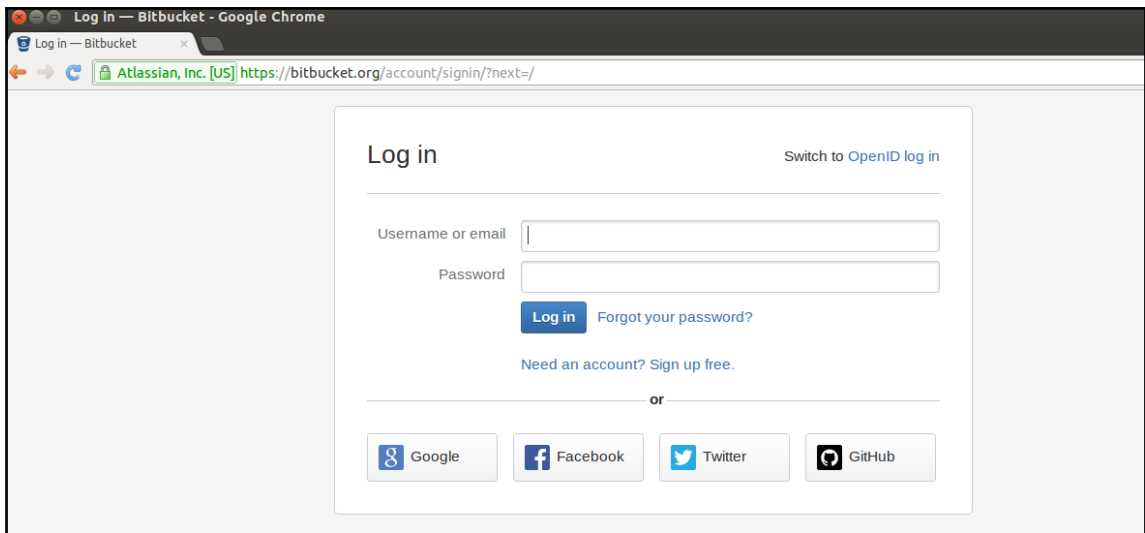 Log in — Bitbucket - Google Chrome
Log in — Bitbucket
Atlassian, Inc. [US] https://bitbucket.org/account/signin/?next=/
Log in
Switch to OpenID log in
Username or email
Password
Log in Forgot your password?
Need an account? Sign up free.
or
Google Facebook Twitter GitHub